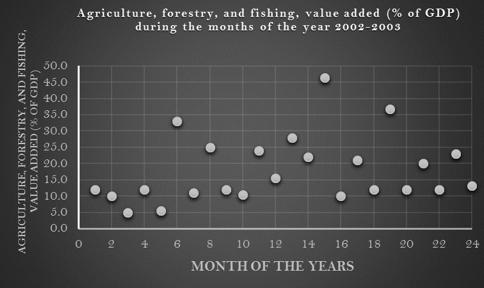 Agriculture, forestry, and fishing, value added (% of GDP)
during the months of the year 2002-2003
AGRICULTURE, FORESTRY, AND FISHING,
VALUE ADDED (% OF GDP)
50.0
45.0
40.0
35.0
30.0
25.0
20.0
15.0
10.0
5.0
0.0
0 2 4 6 8 10 12 14 16 18 20 22 24
MONTH OF THE YEARS